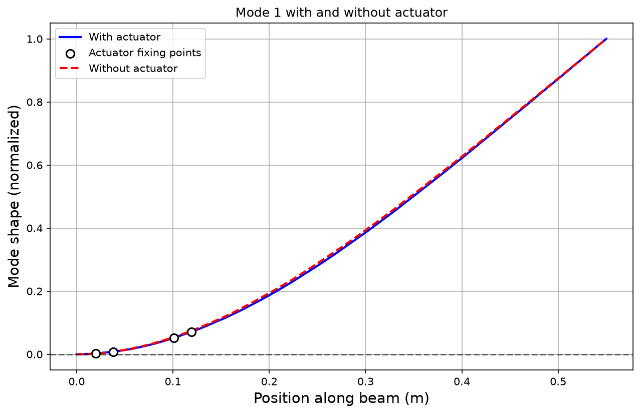 Mode 1 with and without actuator
With actuator
Actuator fixing points
Without actuator
Mode shape (normalized)
1.0
0.8
0.6
0.4
0.2
0.0
0.0 0.1 0.2 0.3 0.4 0.5
Position along beam (m)